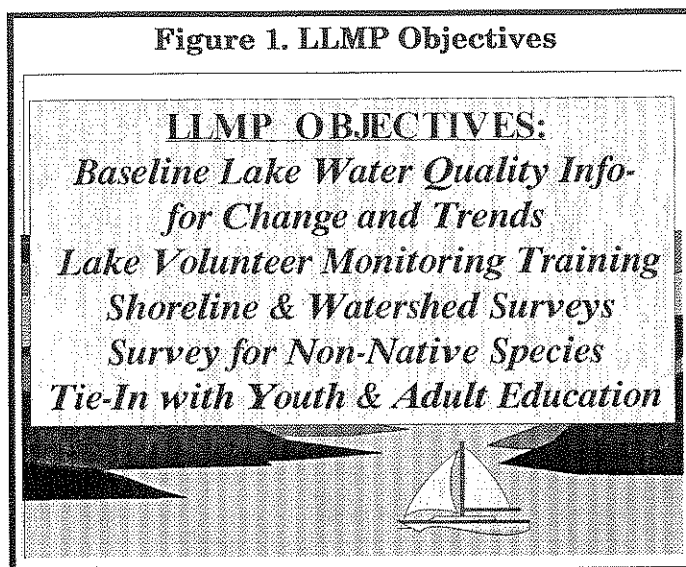 Figure 1. LLMP Objectives
LLMP OBJECTIVES:
Baseline Lake Water Quality Info-
for Change and Trends
Lake Volunteer Monitoring Training
Shoreline & Watershed Surveys
Survey for Non-Native Species
Tie-In with Youth & Adult Education